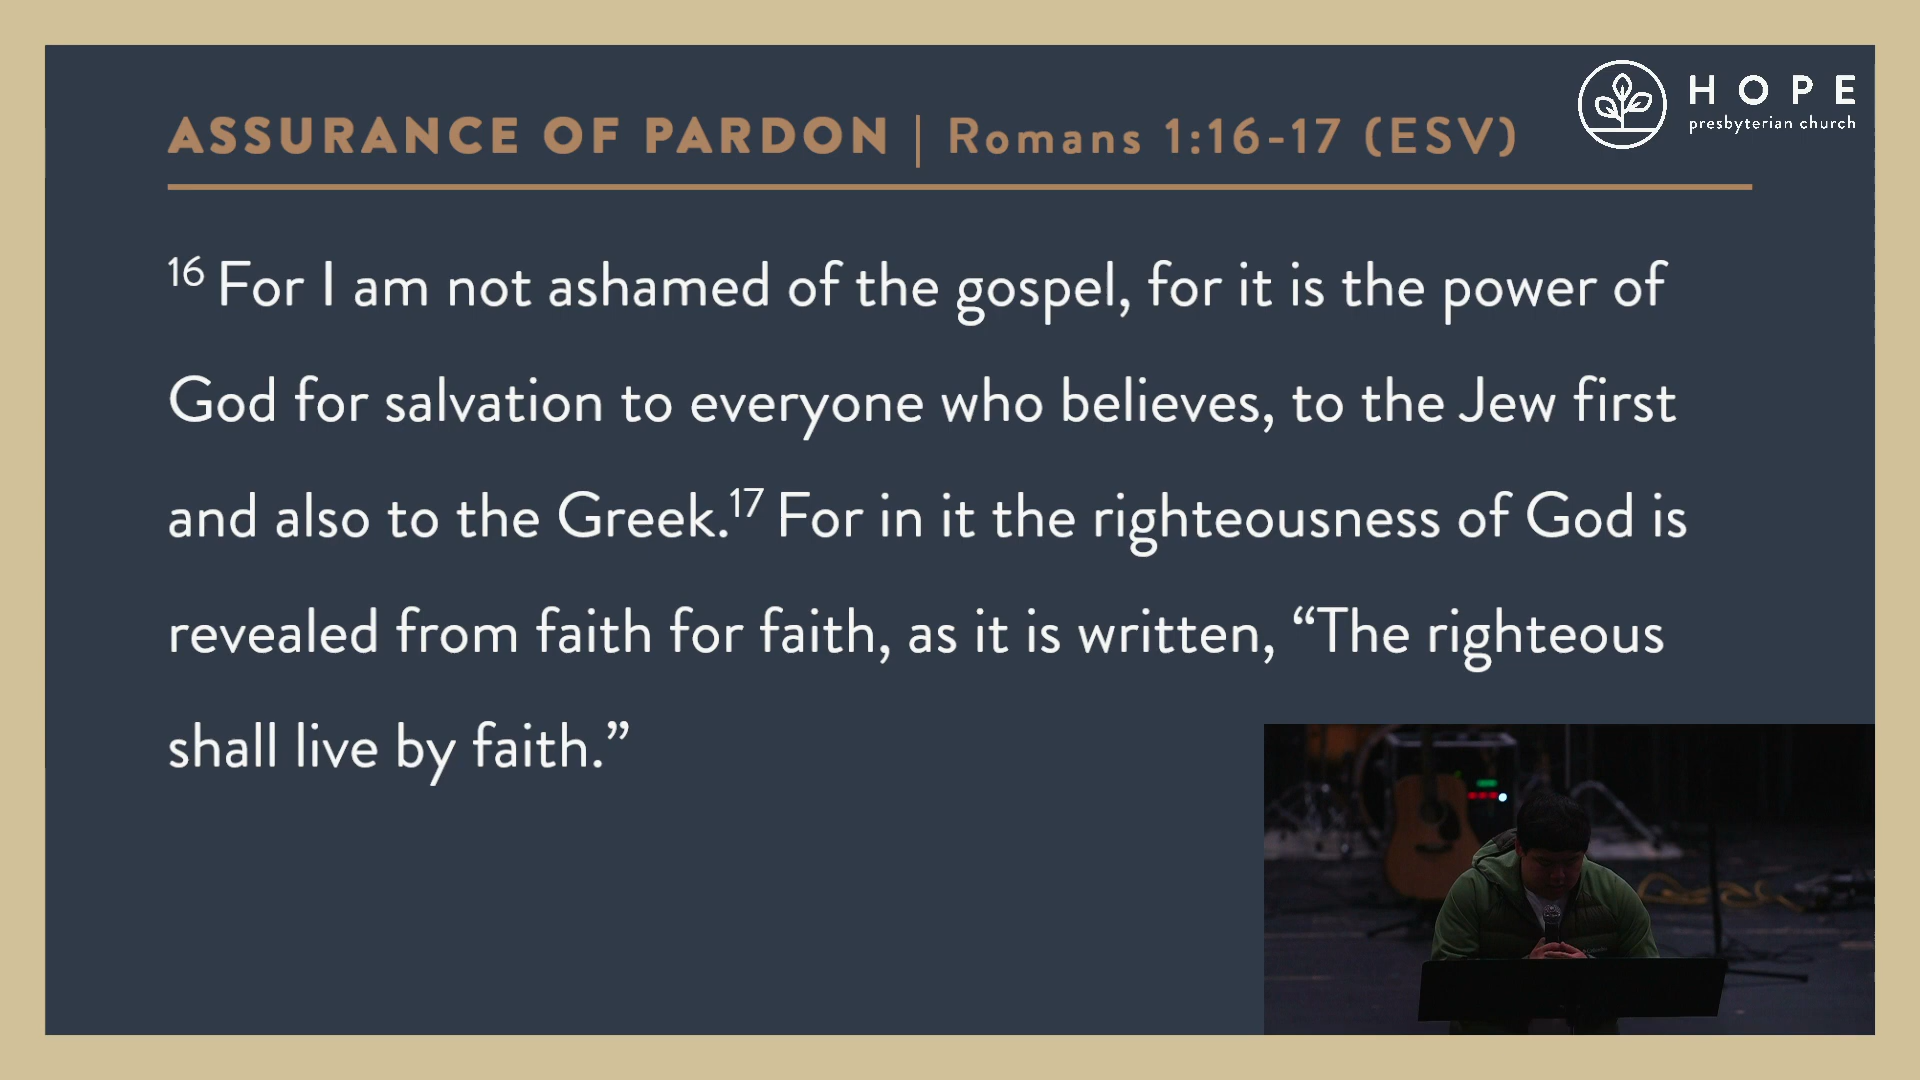 ASSURANCE OF PARDON | Romans 1:16-17 (ESV)
HOPE
presbyterian church
16 For I am not ashamed of the gospel, for it is the power of
God for salvation to everyone who believes, to the Jew first
and also to the Greek.17 For in it the righteousness of God is
revealed from faith for faith, as it is written, “The righteous
shall live by faith.”